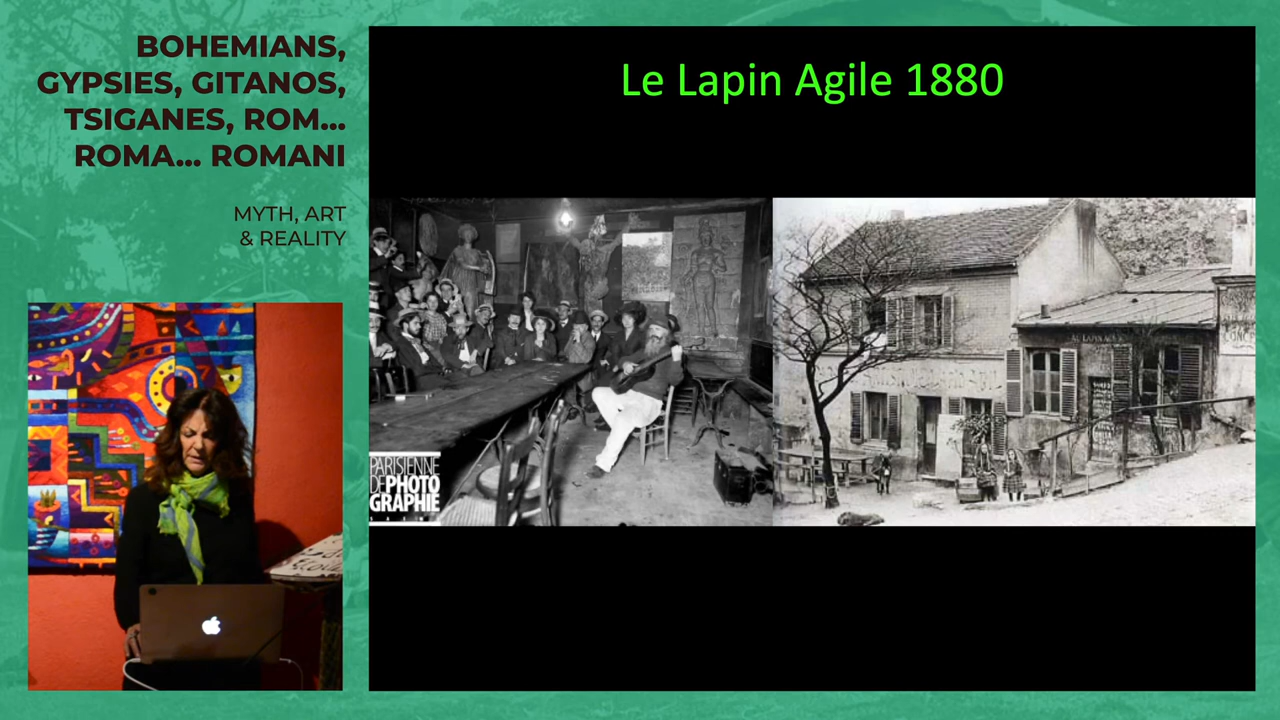 BOHEMIANS,
GYPSIES, GITANOS,
TSIGANES, ROM...
ROMA... ROMANI
MYTH, ART
& REALITY
Le Lapin Agile 1880
PARISIENNE
DE PHOTO
GRAPHIE